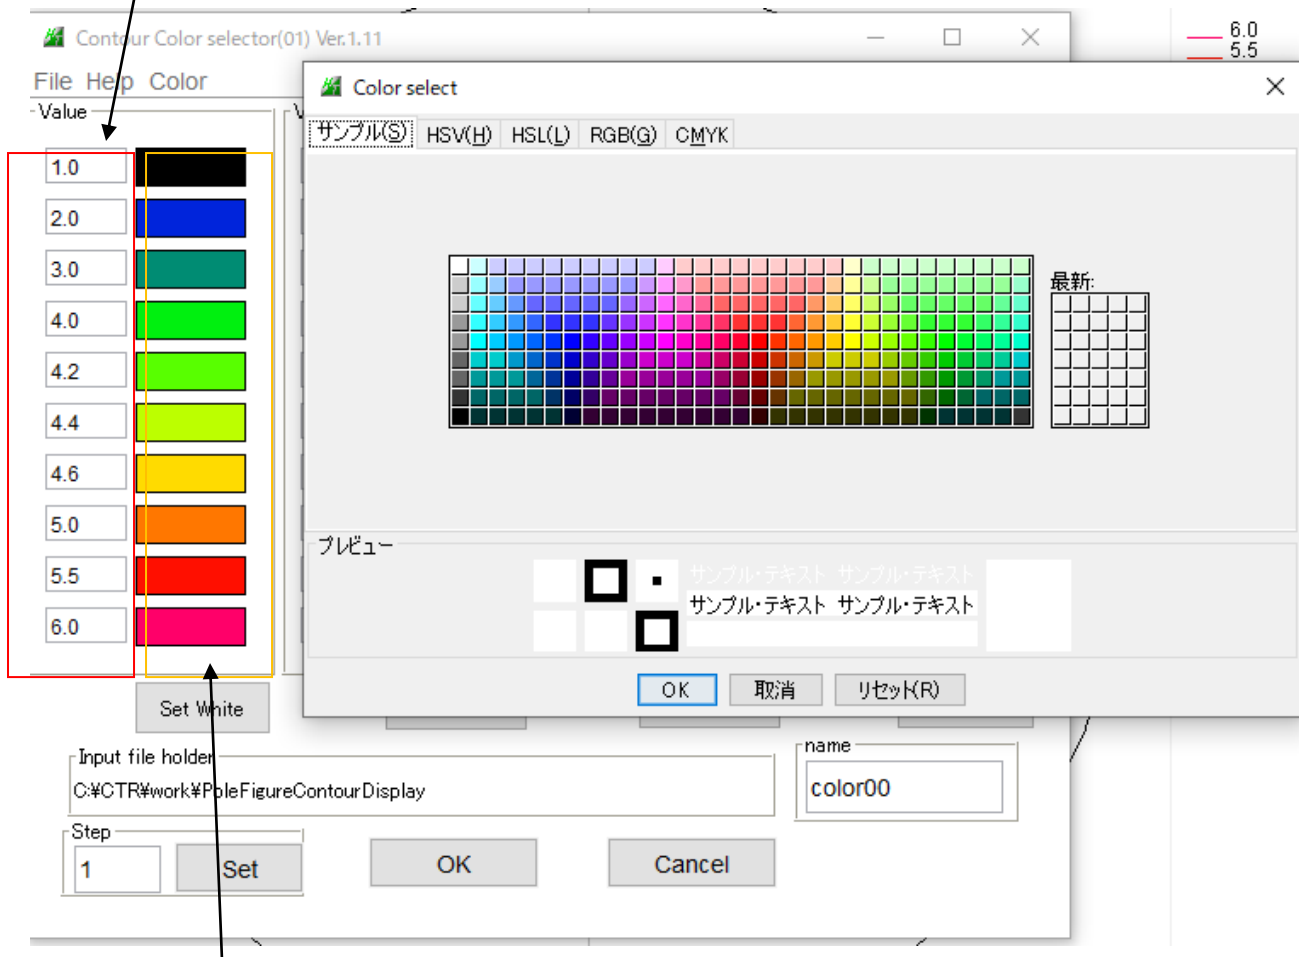 6.0
5.5
Contour Color selector(01) Ver.1.11
File Help Color
Color select
Value
サンプル(S) HSV(H) HSL(L) RGB(G) CMYK
1.0
2.0
3.0
4.0
4.2
4.4
4.6
5.0
5.5
6.0
最新:
プレビュー
サンプル・テキスト サンプル・テキスト
サンプル・テキスト サンプル・テキスト
OK 取消 リセット(R)
Set White
Input file holder
C:¥CTR¥work¥PoleFigureContourDisplay
name
color00
Step
1 Set OK Cancel